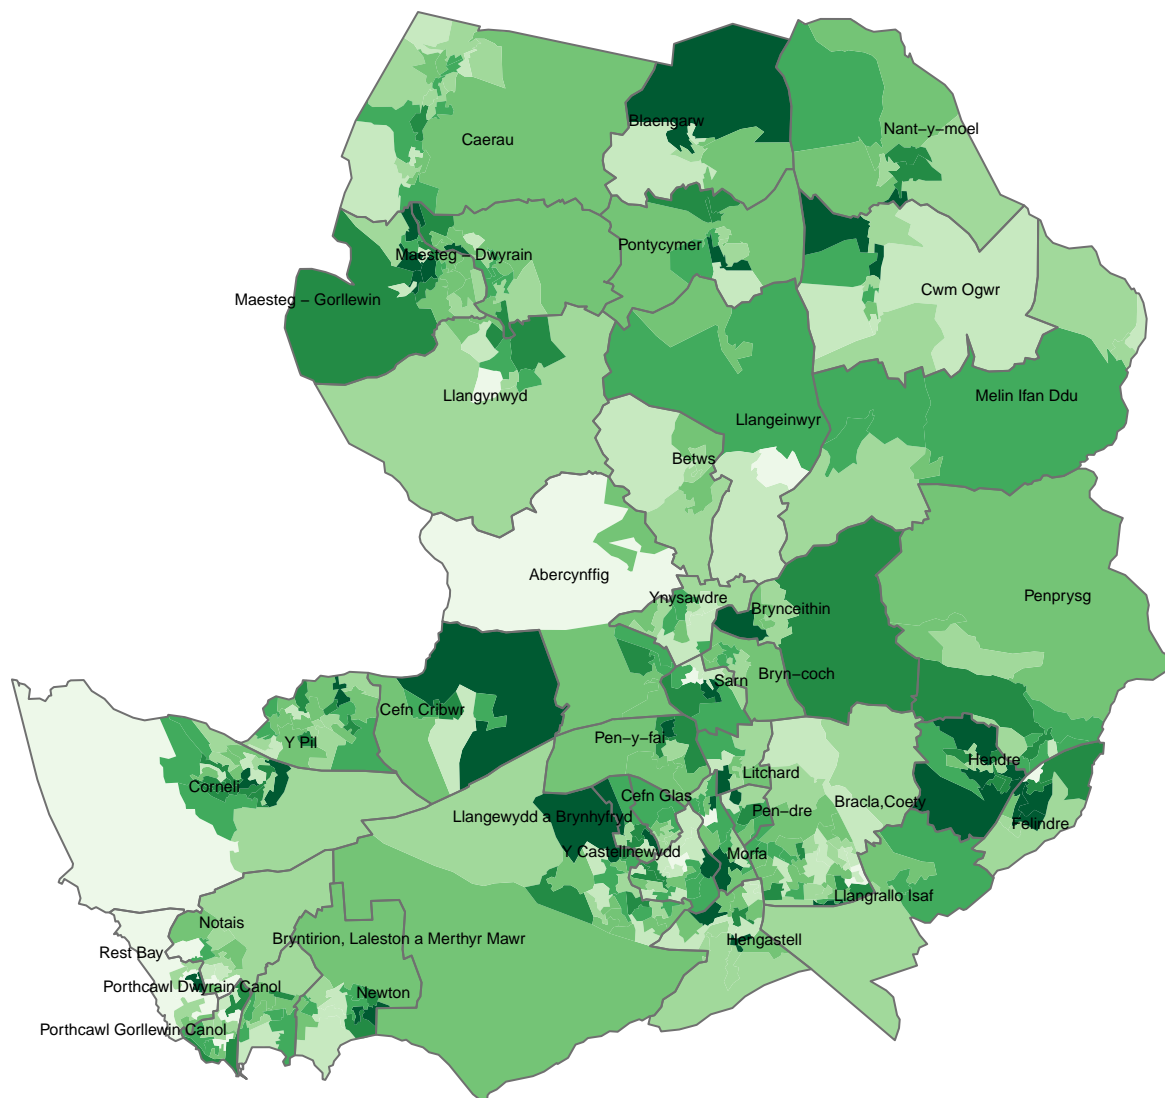 Blaengarw
Nant-y-moel
Caerau
Pontycymer
Maesteg - Dwyrain
Cwm Ogwr
Maesteg - Gorllewin
Llangynwyd
Melin Ifan Ddu
Llangeinwyr
Betws
Abercynffig
Ynysawdre
Penprysg
Brynceithin
Bryn-coch
Sarn
Cefn Cribwr
Pen-y-fai
Y Pil
Hendre
Litchard
Corneli
Cefn Glas
Bracla,Coety
Pen-dre
Llangewydd a Brynhyfryd
Felindre
Y Castellnewydd
Morfa
Llangrallo Isaf
Notais
Bryntirion, Laleston a Merthyr Mawr
Hengastell
Rest Bay
Porthcawl Dwyrain Canol
Newton
Porthcawl Gorllewin Canol